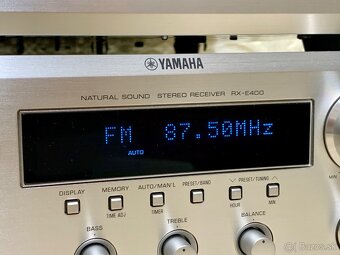 YAMAHA
NATURAL SOUND STEREO RECEIVER RX-E400
FM 87.50MHz
AUTO
DISPLAY MEMORY AUTO/MAN'L PRESET/BAND PRESET/TUNING
TIME ADJ TIMER HOUR MIN
BASS TREBLE BALANCE
MIN